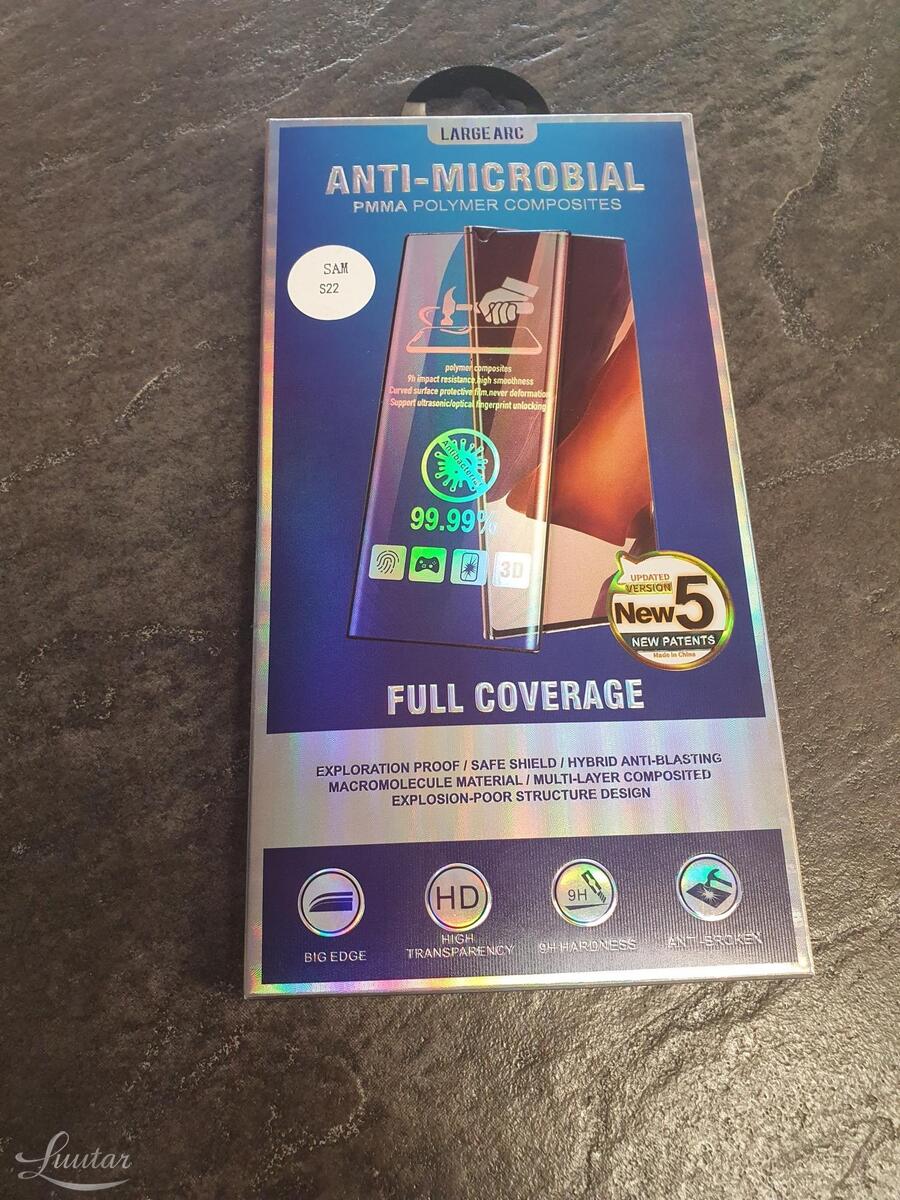 LARGE ARC
ANTI-MICROBIAL
PMMA POLYMER COMPOSITES
SAM
S22
polymer composites
9h impact resistance,high smoothness
Curved surface protective film,never deformation
Support ultrasonic/optical fingerprint unlocking
Antibacterial
99.99%
3D
UPDATED
VERSION
New 5
NEW PATENTS
Made in China
FULL COVERAGE
EXPLORATION PROOF / SAFE SHIELD / HYBRID ANTI-BLASTING
MACROMOLECULE MATERIAL / MULTI-LAYER COMPOSITED
EXPLOSION-POOR STRUCTURE DESIGN
HD
9H
BIG EDGE
HIGH
TRANSPARENCY
9H HARDNESS
ANTI-BROKEN
Luutar